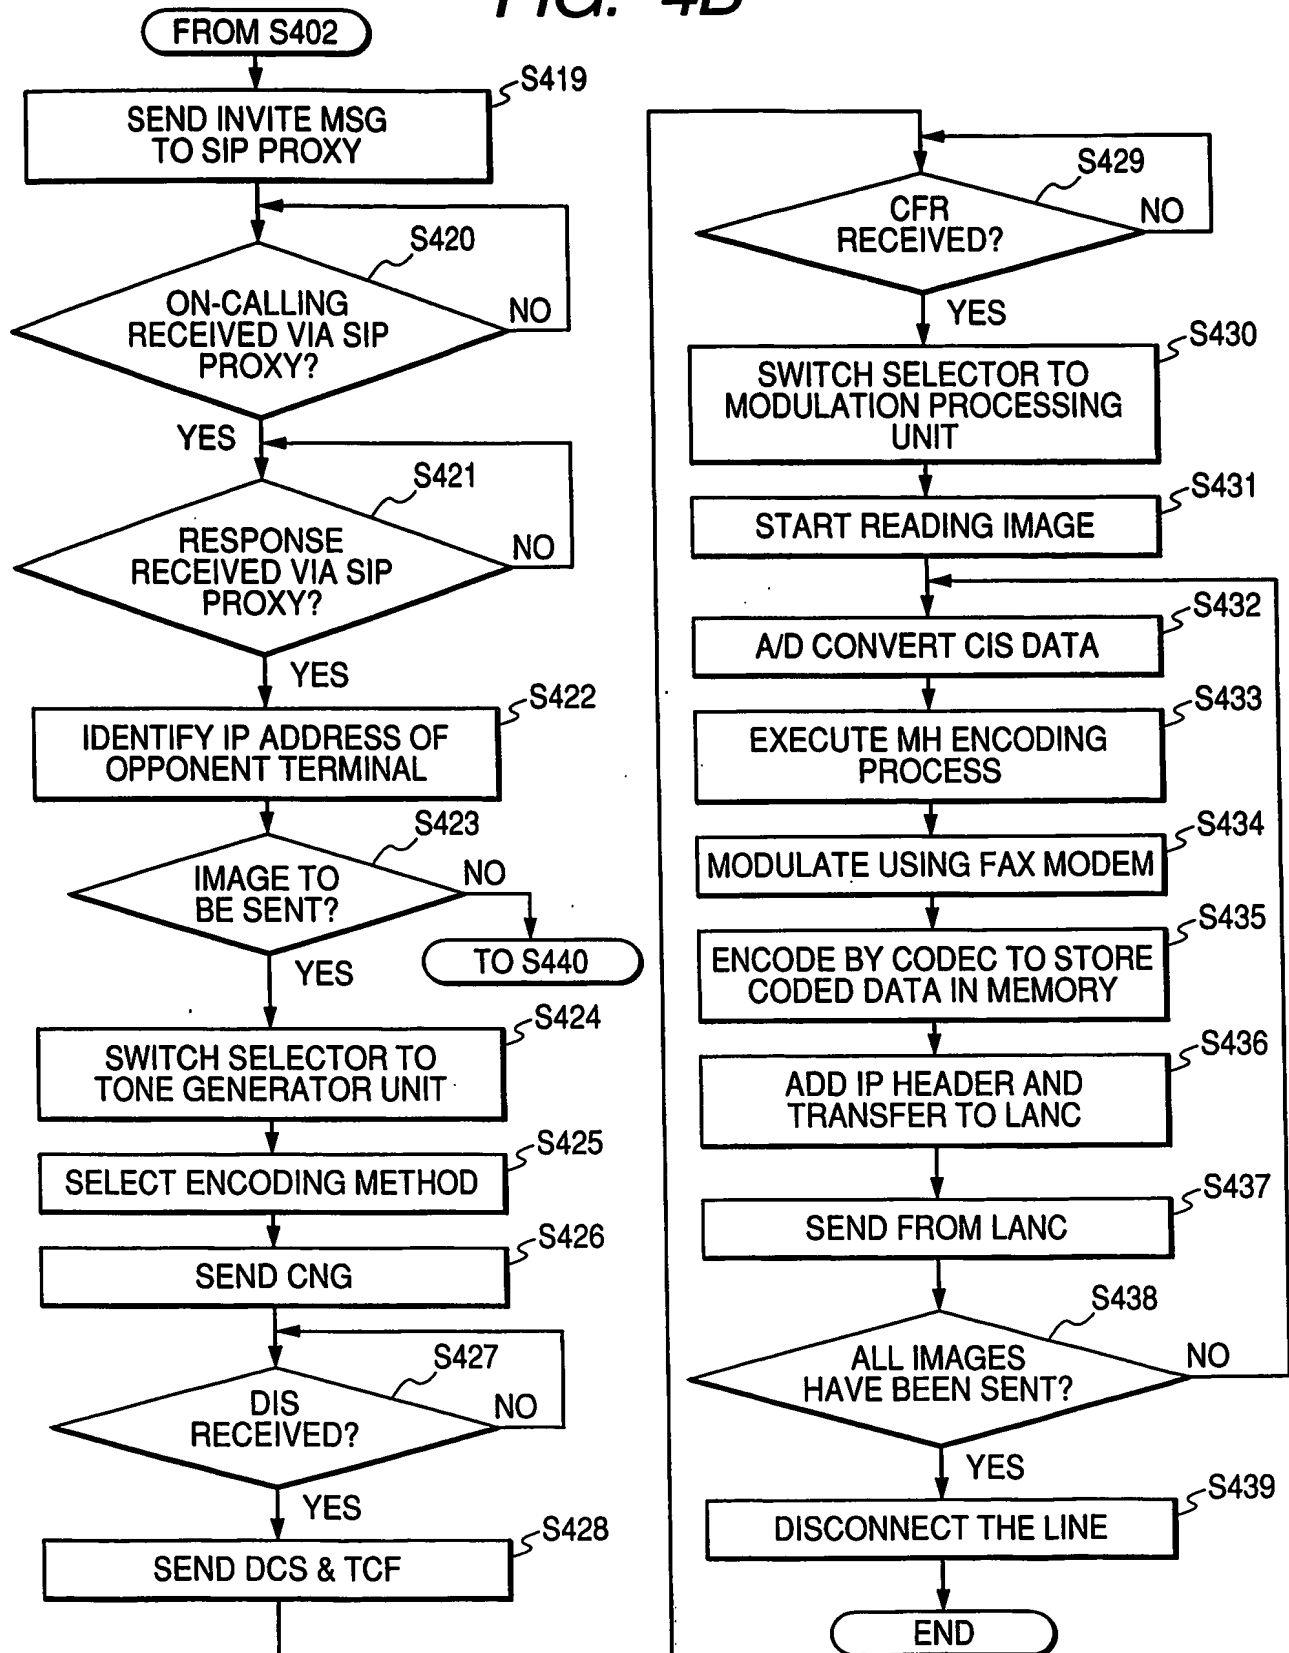 FIG. 4B
FROM S402
S419
SEND INVITE MSG
TO SIP PROXY
S420
ON-CALLING
RECEIVED VIA SIP
PROXY?
NO
YES
S421
RESPONSE
RECEIVED VIA SIP
PROXY?
NO
YES
S422
IDENTIFY IP ADDRESS OF
OPPONENT TERMINAL
S423
IMAGE TO
BE SENT?
NO
TO S440
YES
S424
SWITCH SELECTOR TO
TONE GENERATOR UNIT
S425
SELECT ENCODING METHOD
S426
SEND CNG
S427
DIS
RECEIVED?
NO
YES
S428
SEND DCS & TCF
S429
CFR
RECEIVED?
NO
YES
S430
SWITCH SELECTOR TO
MODULATION PROCESSING
UNIT
S431
START READING IMAGE
S432
A/D CONVERT CIS DATA
S433
EXECUTE MH ENCODING
PROCESS
S434
MODULATE USING FAX MODEM
S435
ENCODE BY CODEC TO STORE
CODED DATA IN MEMORY
S436
ADD IP HEADER AND
TRANSFER TO LANC
S437
SEND FROM LANC
S438
ALL IMAGES
HAVE BEEN SENT?
NO
YES
S439
DISCONNECT THE LINE
END